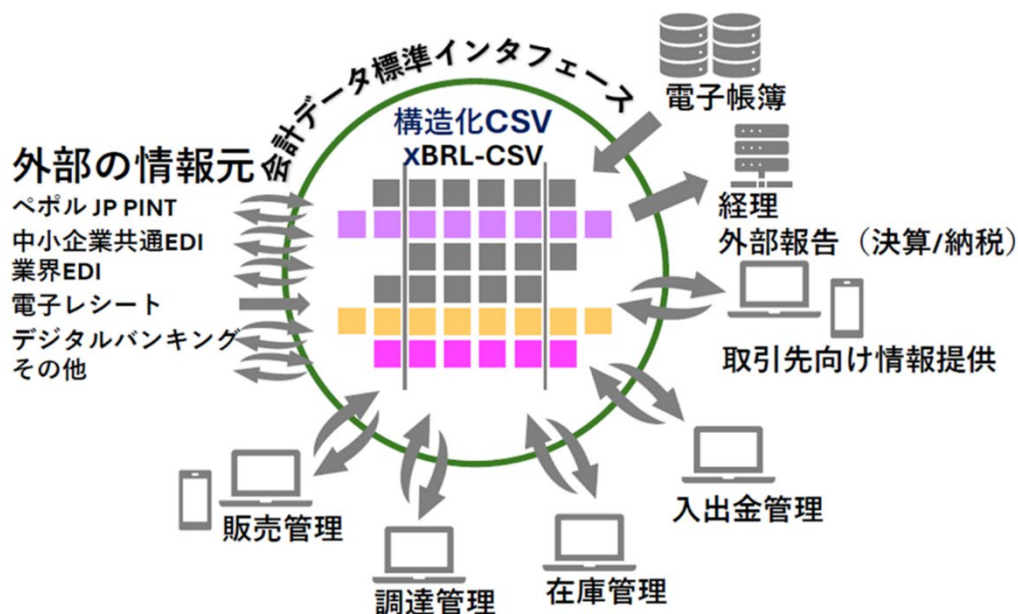 会計データ標準インタフェース
構造化CSV
xBRL-CSV
外部の情報元
ペポル JP PINT
中小企業共通EDI
業界EDI
電子レシート
デジタルバンキング
その他
電子帳簿
経理
外部報告（決算/納税）
取引先向け情報提供
入出金管理
在庫管理
調達管理
販売管理